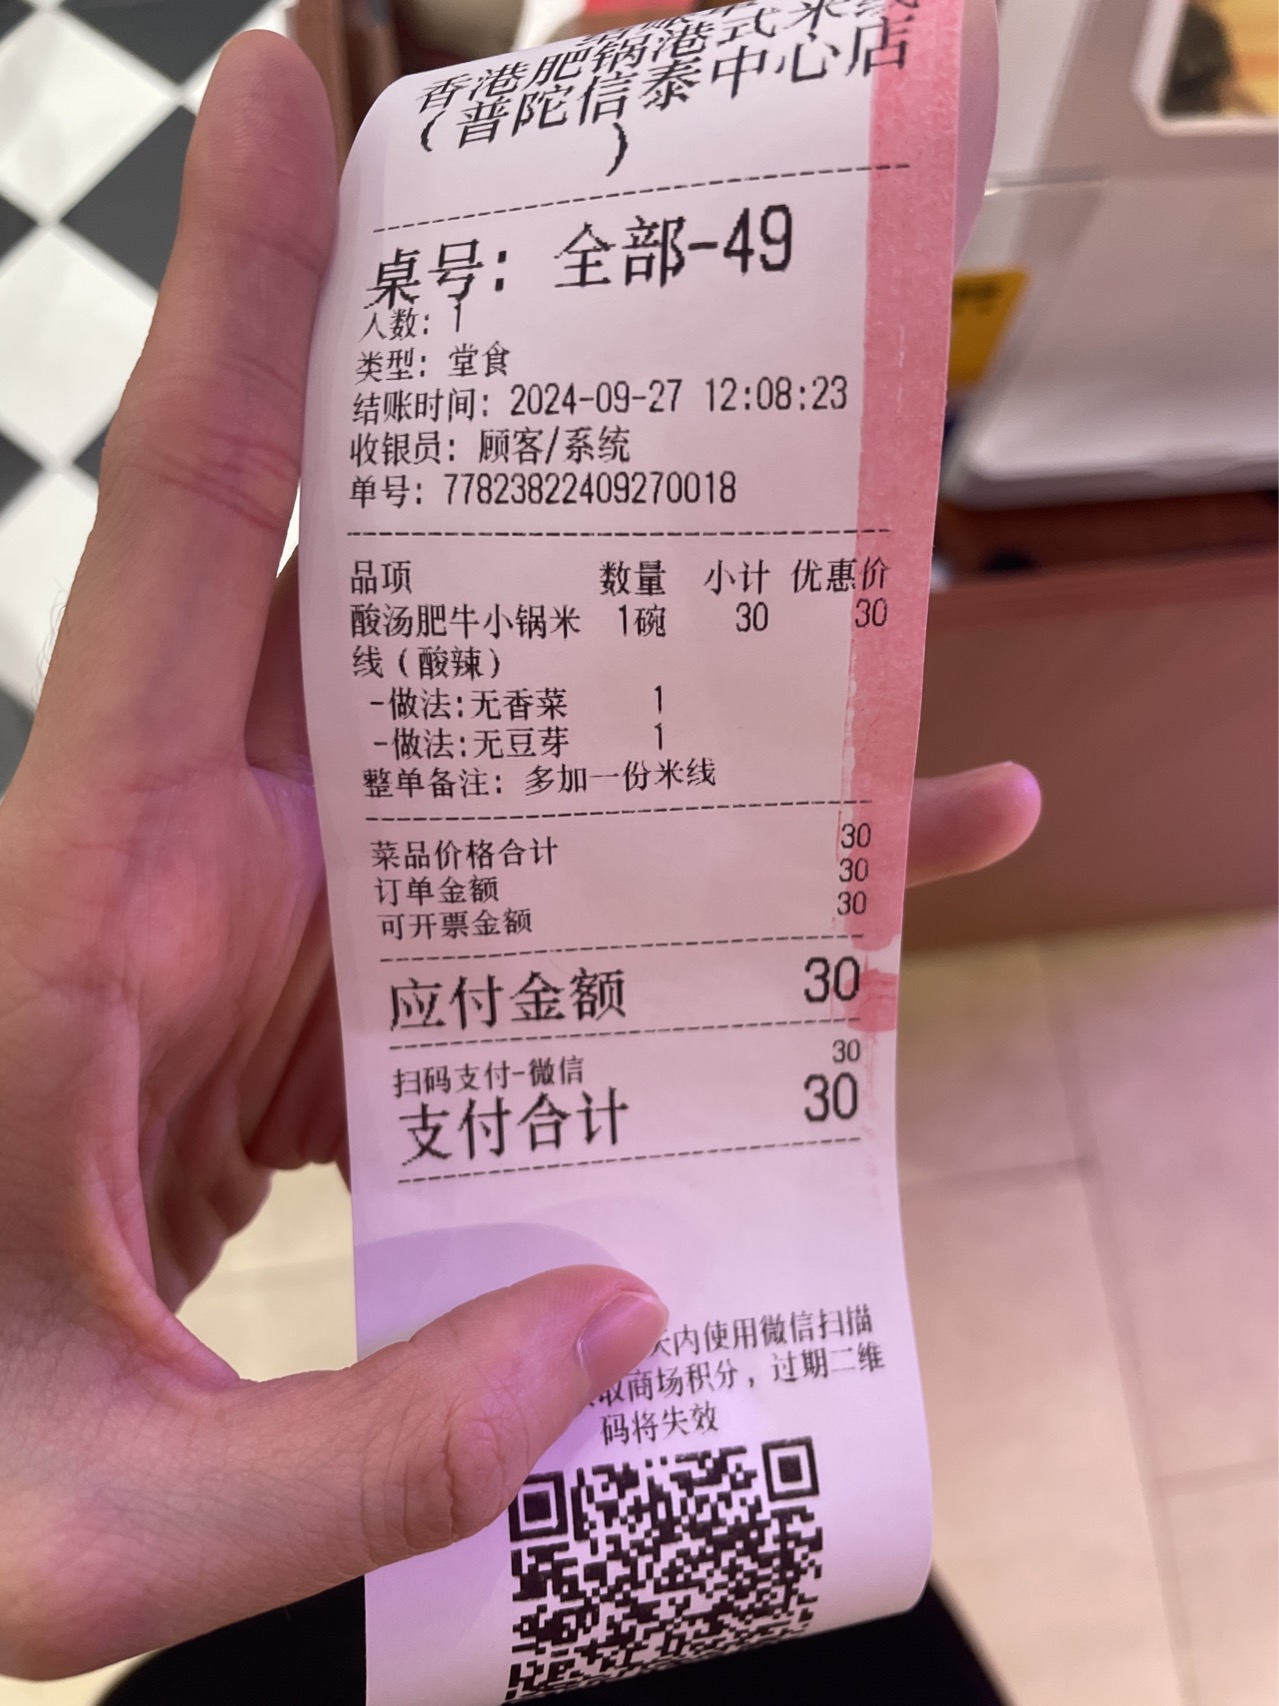 香港肥锅港式米线
（普陀信泰中心店
）
桌号：全部-49
人数：1
类型：堂食
结账时间：2024-09-27 12:08:23
收银员：顾客/系统
单号：77823822409270018
品项 数量 小计 优惠价
酸汤肥牛小锅米 1碗 30 30
线（酸辣）
-做法:无香菜 1
-做法:无豆芽 1
整单备注：多加一份米线
菜品价格合计 30
订单金额 30
可开票金额 30
应付金额 30
扫码支付-微信 30
支付合计 30
天内使用微信扫描
取商场积分，过期二维
码将失效